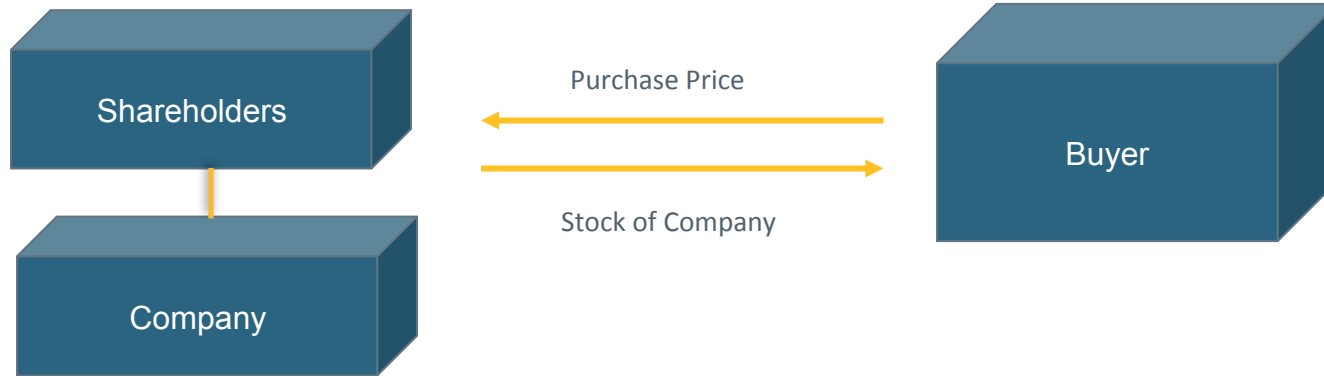 Shareholders
Purchase Price
Buyer
Stock of Company
Company